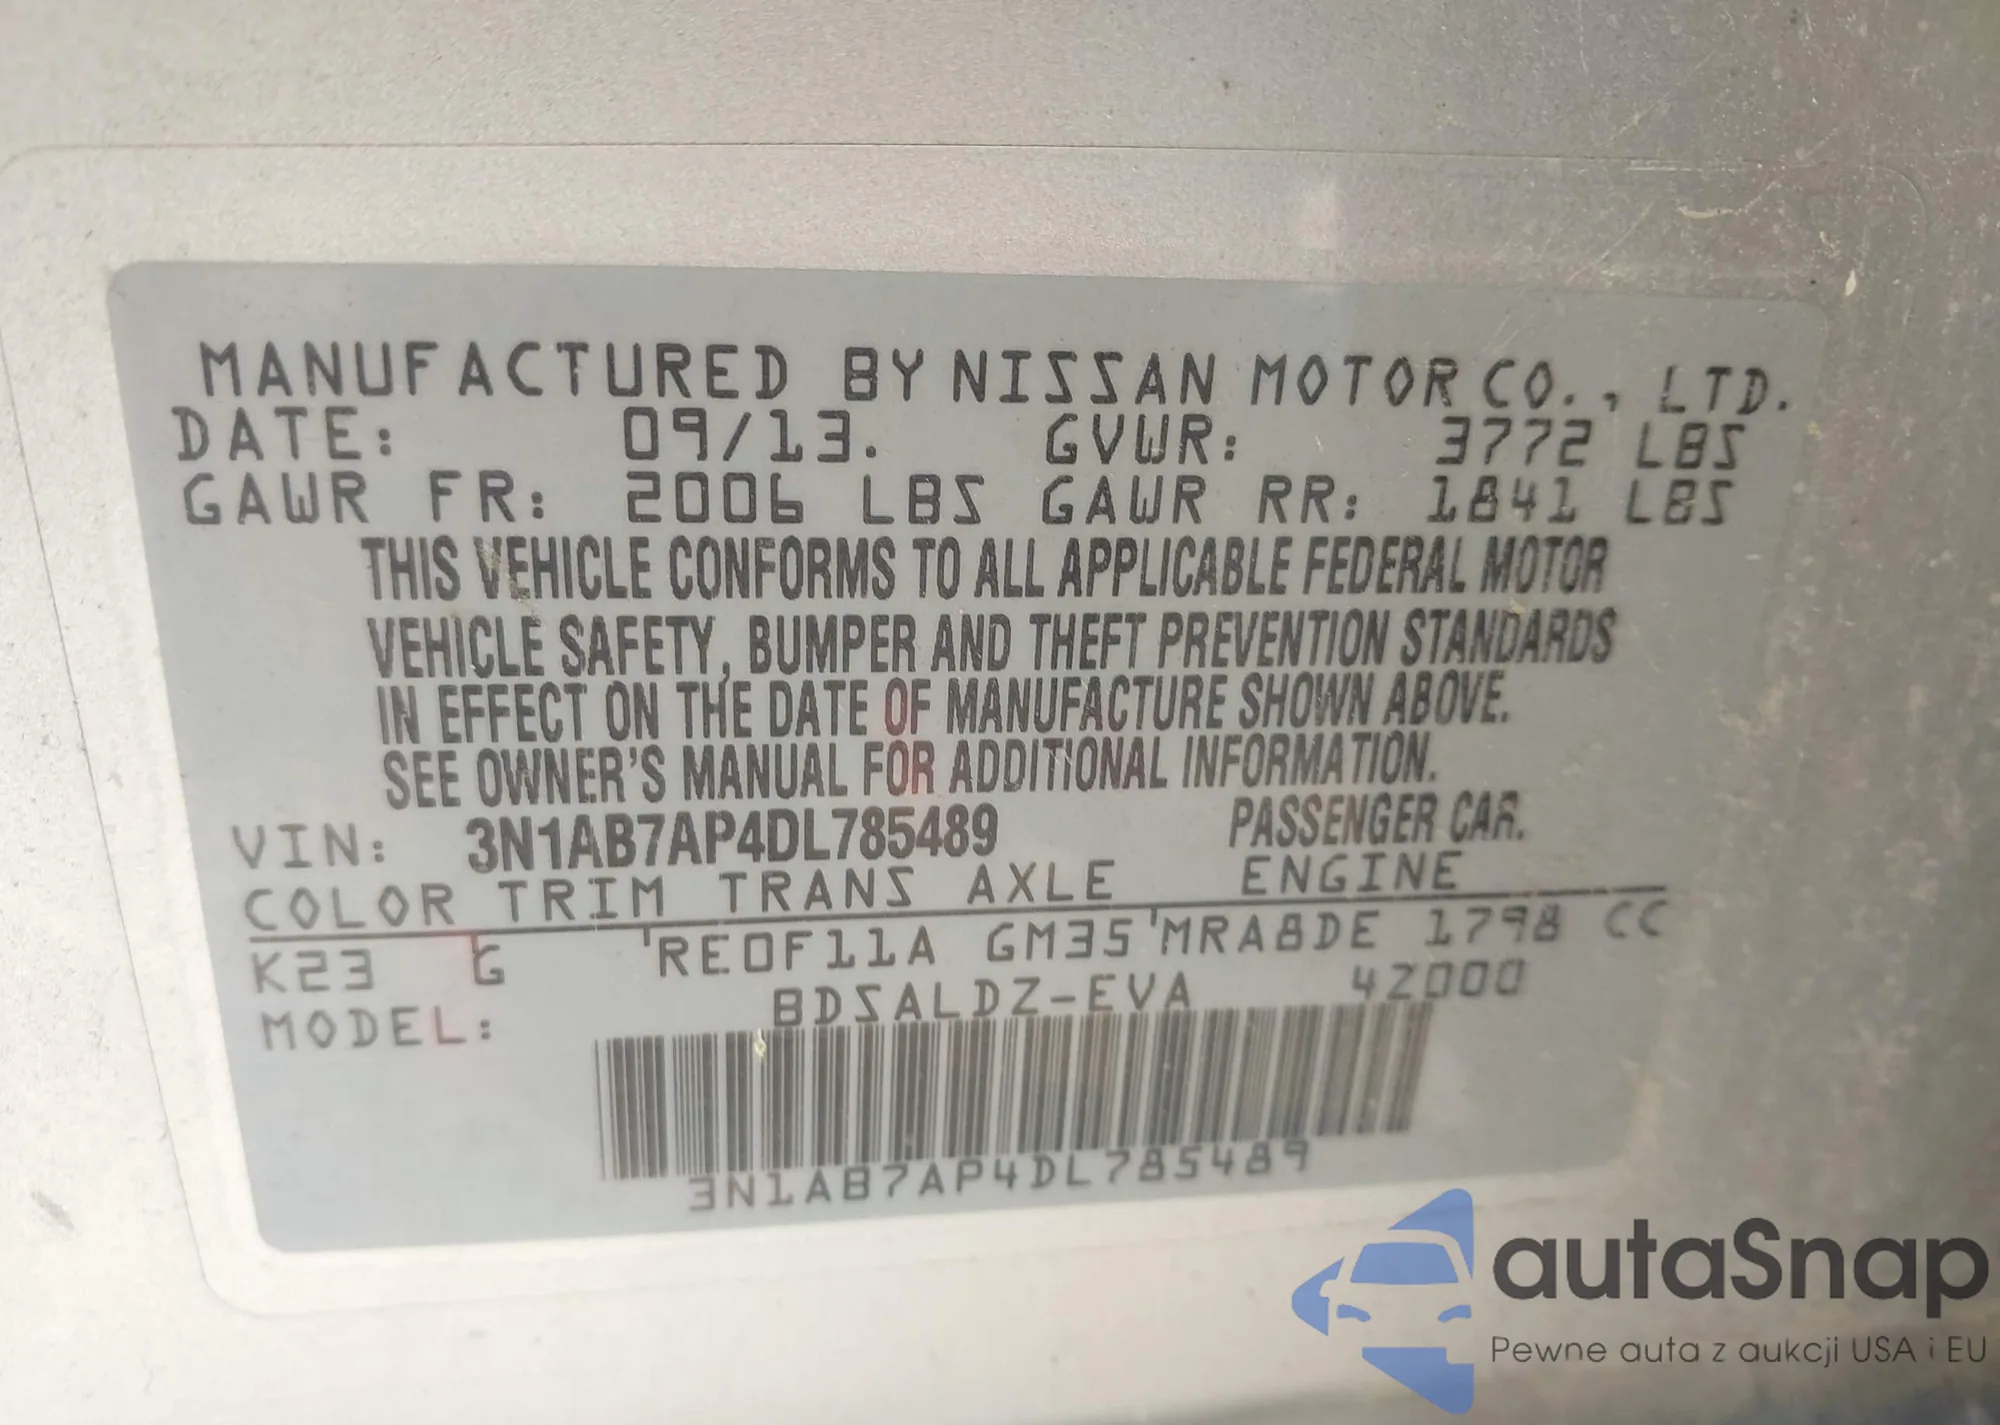 MANUFACTURED BY NISSAN MOTOR CO., LTD.
DATE: 09/13. GVWR: 3772 LBS
GAWR FR: 2006 LBS GAWR RR: 1841 LBS
THIS VEHICLE CONFORMS TO ALL APPLICABLE FEDERAL MOTOR
VEHICLE SAFETY, BUMPER AND THEFT PREVENTION STANDARDS
IN EFFECT ON THE DATE OF MANUFACTURE SHOWN ABOVE.
SEE OWNER'S MANUAL FOR ADDITIONAL INFORMATION.
VIN: 3N1AB7AP4DL785489 PASSENGER CAR.
COLOR TRIM TRANS AXLE ENGINE
K23 G 'RE0F11A GM35'MRA8DE 1798 CC
MODEL: BDSALDZ-EVA 42000
3N1AB7AP4DL785489
autaSnap
Pewne auta z aukcji USA i EU